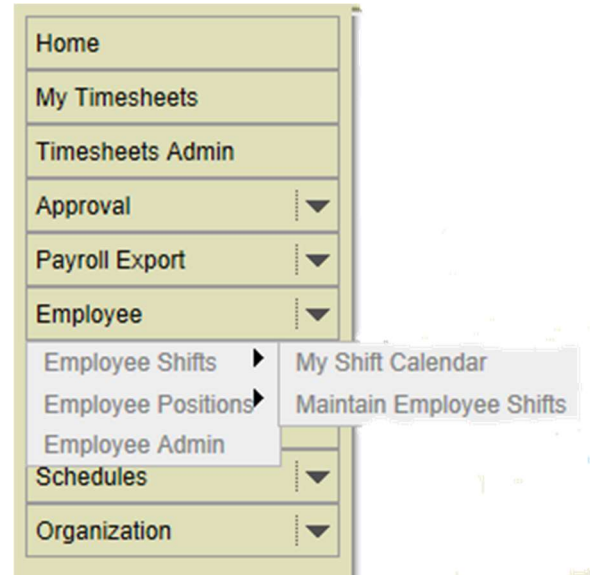 Home
My Timesheets
Timesheets Admin
Approval
Payroll Export
Employee
Employee Shifts
My Shift Calendar
Employee Positions
Maintain Employee Shifts
Employee Admin
Schedules
Organization